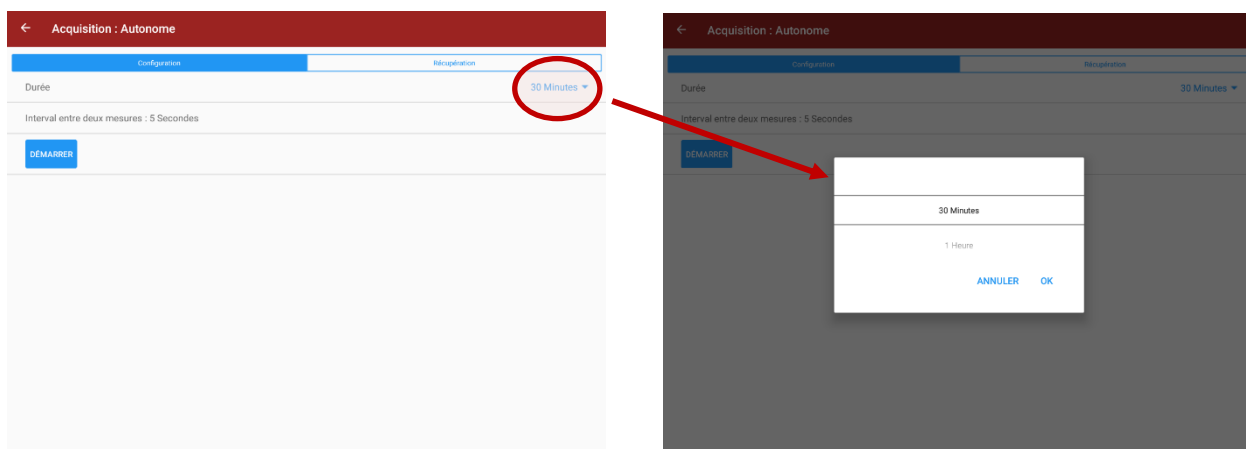 Acquisition : Autonome
Configuration Récupération
Durée 30 Minutes
Interval entre deux mesures : 5 Secondes
DÉMARRER
Acquisition : Autonome
Configuration Récupération
Durée 30 Minutes
Interval entre deux mesures : 5 Secondes
DÉMARRER
30 Minutes
1 Heure
ANNULER OK